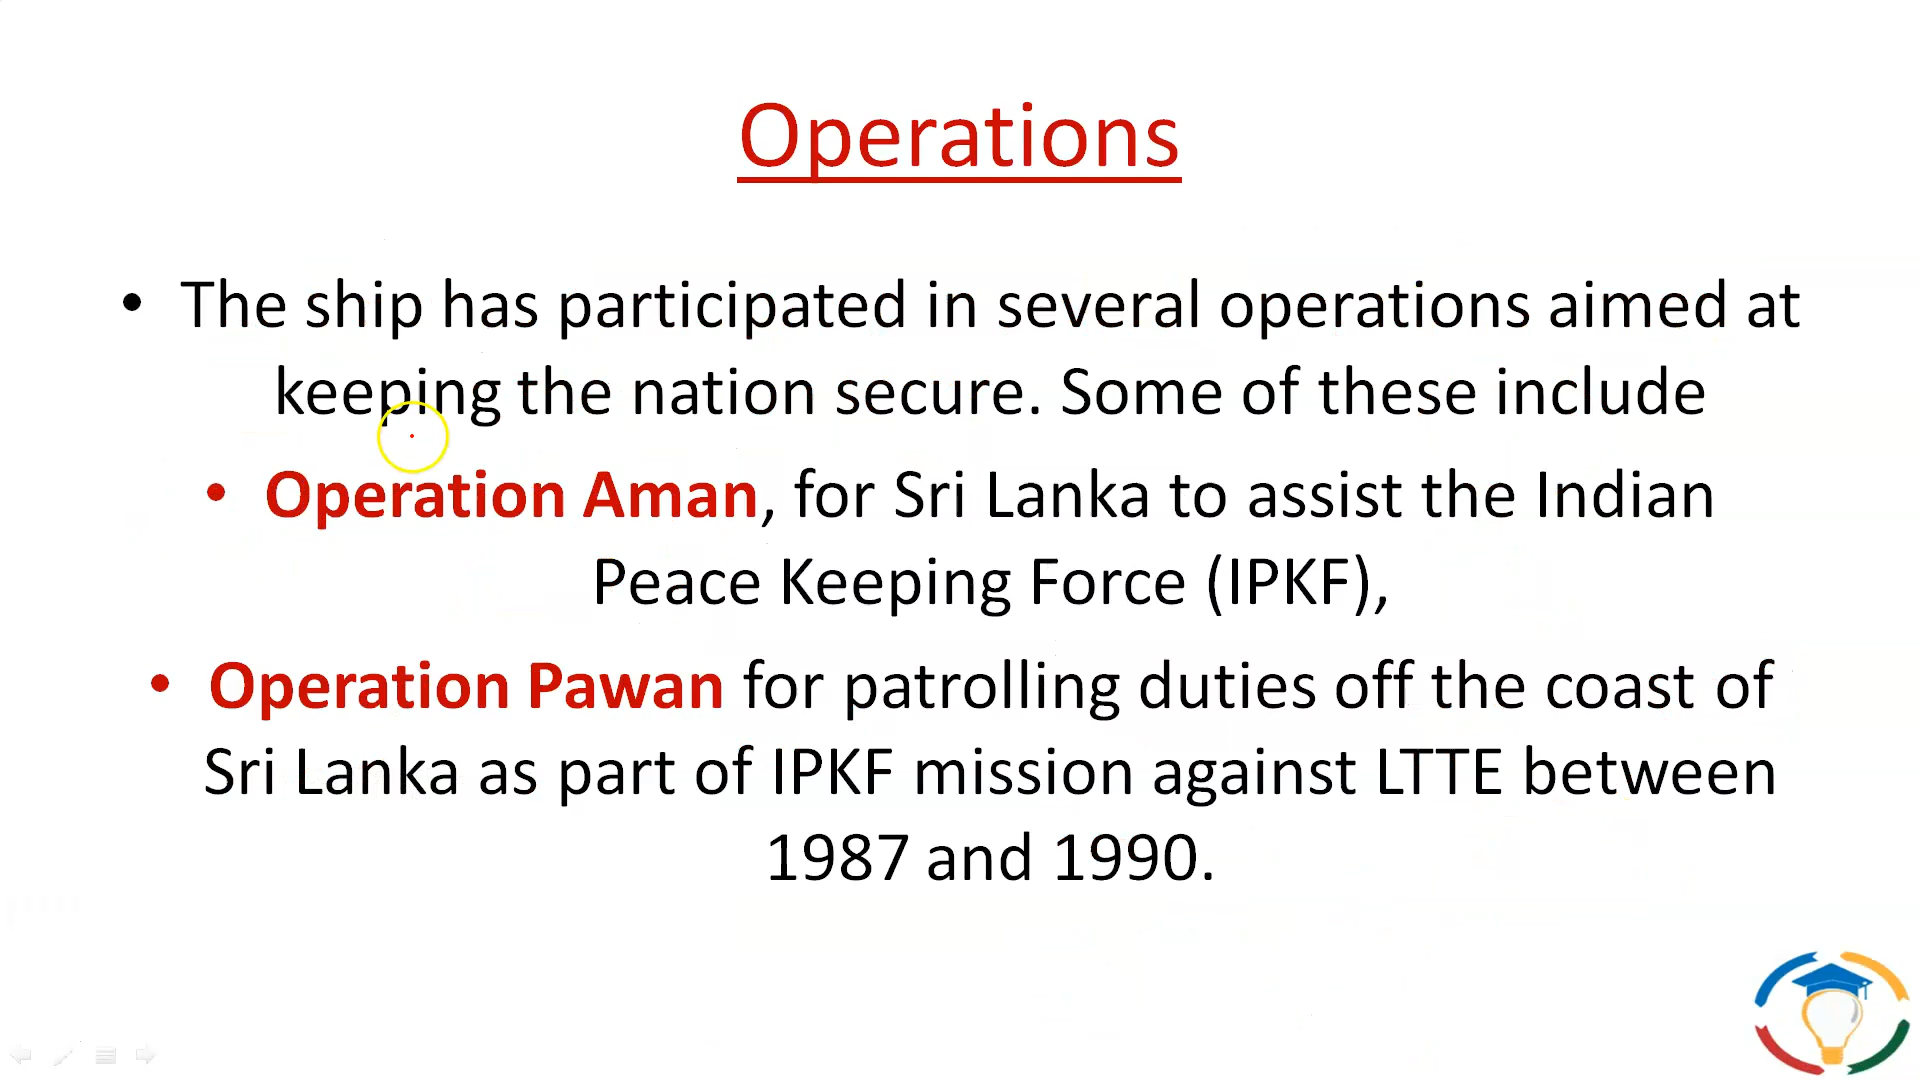 Operations
• The ship has participated in several operations aimed at
keeping the nation secure. Some of these include
• Operation Aman, for Sri Lanka to assist the Indian
Peace Keeping Force (IPKF),
• Operation Pawan for patrolling duties off the coast of
Sri Lanka as part of IPKF mission against LTTE between
1987 and 1990.